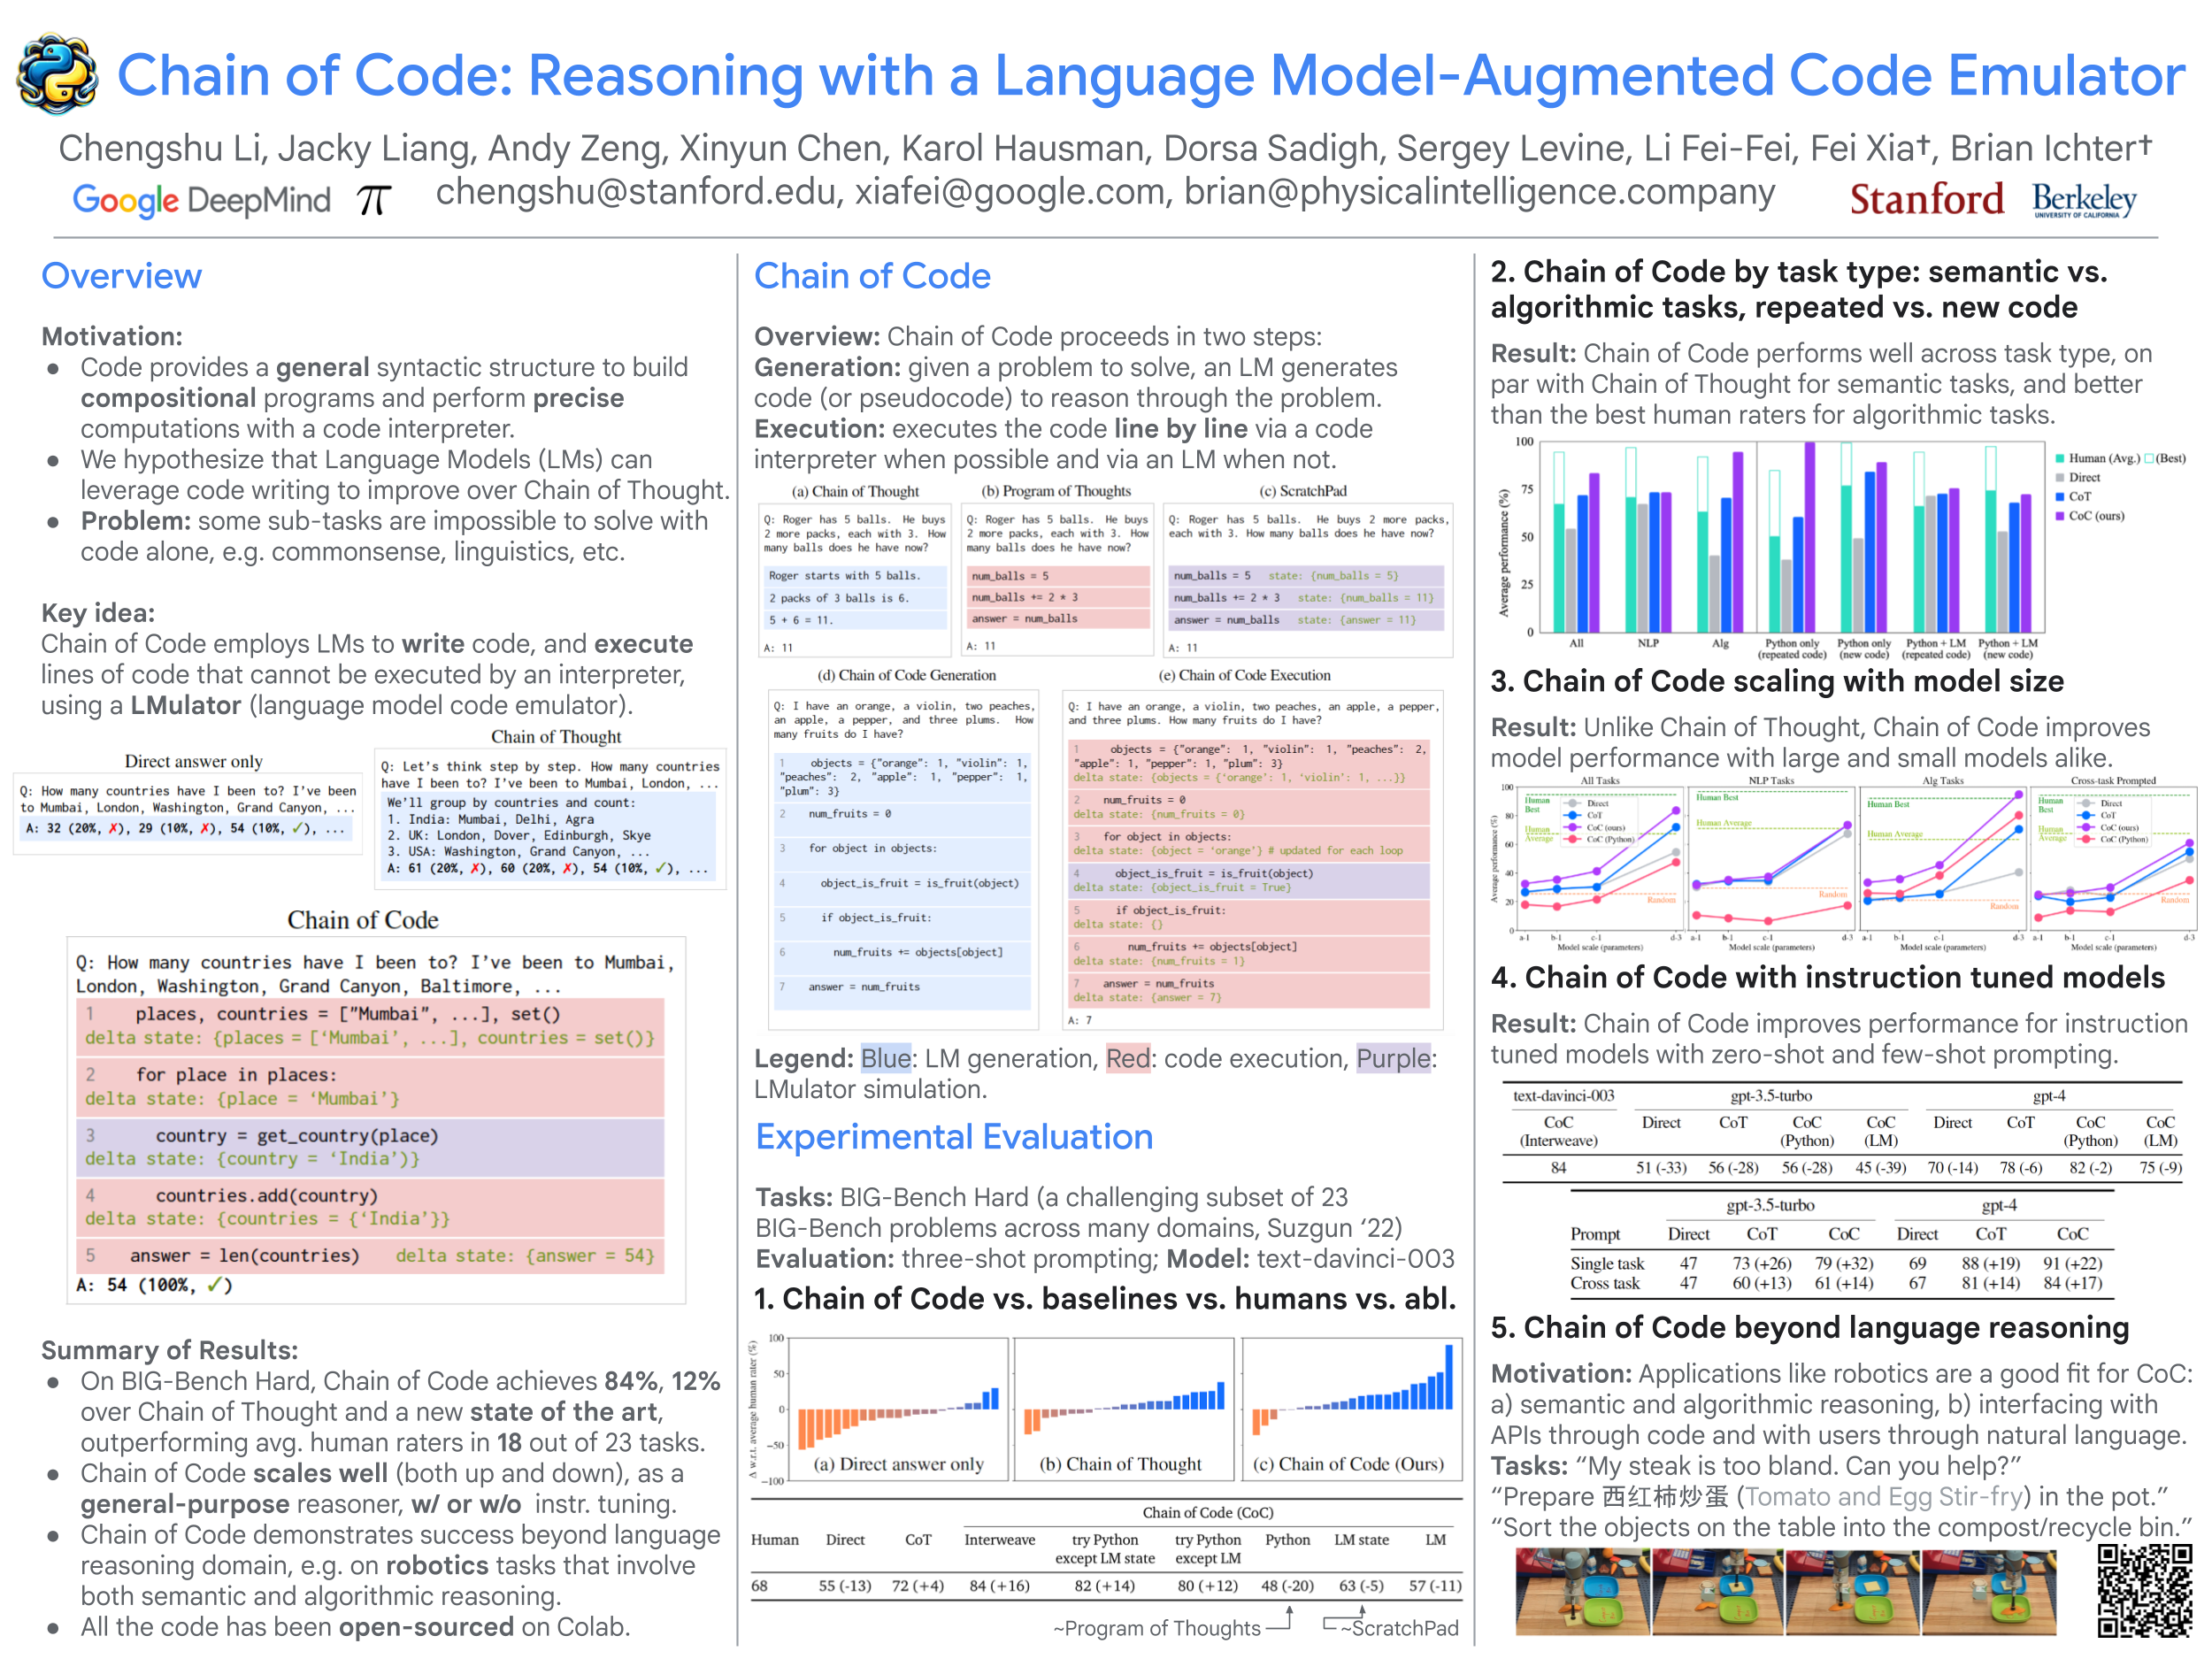 Chain of Code: Reasoning with a Language Model-Augmented Code Emulator
Chengshu Li, Jacky Liang, Andy Zeng, Xinyun Chen, Karol Hausman, Dorsa Sadigh, Sergey Levine, Li Fei-Fei, Fei Xia†, Brian Ichter†
Google DeepMind π chengshu@stanford.edu, xiafei@google.com, brian@physicalintelligence.company Stanford Berkeley
UNIVERSITY OF CALIFORNIA
Overview
Motivation:
● Code provides a general syntactic structure to build
compositional programs and perform precise
computations with a code interpreter.
● We hypothesize that Language Models (LMs) can
leverage code writing to improve over Chain of Thought.
● Problem: some sub-tasks are impossible to solve with
code alone, e.g. commonsense, linguistics, etc.
Key idea:
Chain of Code employs LMs to write code, and execute
lines of code that cannot be executed by an interpreter,
using a LMulator (language model code emulator).
Direct answer only
Q: How many countries have I been to? I've been
to Mumbai, London, Washington, Grand Canyon, ...
A: 32 (20%, ✗), 29 (10%, ✗), 54 (10%, ✓), ...
Chain of Thought
Q: Let's think step by step. How many countries
have I been to? I've been to Mumbai, London, ...
We'll group by countries and count:
1. India: Mumbai, Delhi, Agra
2. UK: London, Dover, Edinburgh, Skye
3. USA: Washington, Grand Canyon, ...
A: 61 (20%, ✗), 60 (20%, ✗), 54 (10%, ✓), ...
Chain of Code
Q: How many countries have I been to? I've been to Mumbai,
London, Washington, Grand Canyon, Baltimore, ...
1 places, countries = ["Mumbai", ...], set()
delta state: {places = ['Mumbai', ...], countries = set()}
2 for place in places:
delta state: {place = 'Mumbai'}
3 country = get_country(place)
delta state: {country = 'India')}
4 countries.add(country)
delta state: {countries = {'India'}}
5 answer = len(countries) delta state: {answer = 54}
A: 54 (100%, ✓)
Summary of Results:
● On BIG-Bench Hard, Chain of Code achieves 84%, 12%
over Chain of Thought and a new state of the art,
outperforming avg. human raters in 18 out of 23 tasks.
● Chain of Code scales well (both up and down), as a
general-purpose reasoner, w/ or w/o instr. tuning.
● Chain of Code demonstrates success beyond language
reasoning domain, e.g. on robotics tasks that involve
both semantic and algorithmic reasoning.
● All the code has been open-sourced on Colab.
Chain of Code
Overview: Chain of Code proceeds in two steps:
Generation: given a problem to solve, an LM generates
code (or pseudocode) to reason through the problem.
Execution: executes the code line by line via a code
interpreter when possible and via an LM when not.
(a) Chain of Thought
Q: Roger has 5 balls. He buys
2 more packs, each with 3. How
many balls does he have now?
Roger starts with 5 balls.
2 packs of 3 balls is 6.
5 + 6 = 11.
A: 11
(b) Program of Thoughts
Q: Roger has 5 balls. He buys
2 more packs, each with 3. How
many balls does he have now?
num_balls = 5
num_balls += 2 * 3
answer = num_balls
A: 11
(c) ScratchPad
Q: Roger has 5 balls. He buys 2 more packs,
each with 3. How many balls does he have now?
num_balls = 5 state: {num_balls = 5}
num_balls += 2 * 3 state: {num_balls = 11}
answer = num_balls state: {answer = 11}
A: 11
(d) Chain of Code Generation
Q: I have an orange, a violin, two peaches,
an apple, a pepper, and three plums. How
many fruits do I have?
1 objects = {"orange": 1, "violin": 1,
"peaches": 2, "apple": 1, "pepper": 1,
"plum": 3}
2 num_fruits = 0
3 for object in objects:
4 object_is_fruit = is_fruit(object)
5 if object_is_fruit:
6 num_fruits += objects[object]
7 answer = num_fruits
(e) Chain of Code Execution
Q: I have an orange, a violin, two peaches, an apple, a pepper,
and three plums. How many fruits do I have?
1 objects = {"orange": 1, "violin": 1, "peaches": 2,
"apple": 1, "pepper": 1, "plum": 3}
delta state: {objects = {'orange': 1, 'violin': 1, ...}}
2 num_fruits = 0
delta state: {num_fruits = 0}
3 for object in objects:
delta state: {object = 'orange'} # updated for each loop
4 object_is_fruit = is_fruit(object)
delta state: {object_is_fruit = True}
5 if object_is_fruit:
delta state: {}
6 num_fruits += objects[object]
delta state: {num_fruits = 1}
7 answer = num_fruits
delta state: {answer = 7}
A: 7
Legend: Blue: LM generation, Red: code execution, Purple:
LMulator simulation.
Experimental Evaluation
Tasks: BIG-Bench Hard (a challenging subset of 23
BIG-Bench problems across many domains, Suzgun ‘22)
Evaluation: three-shot prompting; Model: text-davinci-003
1. Chain of Code vs. baselines vs. humans vs. abl.
Δ w.r.t. average human rater (%)
100
50
0
−50
−100
(a) Direct answer only (b) Chain of Thought (c) Chain of Code (Ours)
Chain of Code (CoC)
Human Direct CoT Interweave try Python try Python Python LM state LM
except LM state except LM
68 55 (-13) 72 (+4) 84 (+16) 82 (+14) 80 (+12) 48 (-20) 63 (-5) 57 (-11)
~Program of Thoughts ~ScratchPad
2. Chain of Code by task type: semantic vs.
algorithmic tasks, repeated vs. new code
Result: Chain of Code performs well across task type, on
par with Chain of Thought for semantic tasks, and better
than the best human raters for algorithmic tasks.
Average performance (%)
100
75
50
25
0
All NLP Alg Python only Python only Python + LM Python + LM
(repeated code) (new code) (repeated code) (new code)
Human (Avg.) (Best)
Direct
CoT
CoC (ours)
3. Chain of Code scaling with model size
Result: Unlike Chain of Thought, Chain of Code improves
model performance with large and small models alike.
All Tasks NLP Tasks Alg Tasks Cross-task Prompted
Average performance (%)
100
80
60
40
20
0
Human Best
Human Average
Direct
CoT
CoC (ours)
CoC (Python)
Random
a-1 b-1 c-1 d-3
Model scale (parameters)
Human Best
Human Average
Random
a-1 b-1 c-1 d-3
Model scale (parameters)
Human Best
Human Average
Random
a-1 b-1 c-1 d-3
Model scale (parameters)
Human Best
Human Average
Direct
CoT
CoC (ours)
CoC (Python)
Random
a-1 b-1 c-1 d-3
Model scale (parameters)
4. Chain of Code with instruction tuned models
Result: Chain of Code improves performance for instruction
tuned models with zero-shot and few-shot prompting.
text-davinci-003 gpt-3.5-turbo gpt-4
CoC Direct CoT CoC CoC Direct CoT CoC CoC
(Interweave) (Python) (LM) (Python) (LM)
84 51 (-33) 56 (-28) 56 (-28) 45 (-39) 70 (-14) 78 (-6) 82 (-2) 75 (-9)
gpt-3.5-turbo gpt-4
Prompt Direct CoT CoC Direct CoT CoC
Single task 47 73 (+26) 79 (+32) 69 88 (+19) 91 (+22)
Cross task 47 60 (+13) 61 (+14) 67 81 (+14) 84 (+17)
5. Chain of Code beyond language reasoning
Motivation: Applications like robotics are a good fit for CoC:
a) semantic and algorithmic reasoning, b) interfacing with
APIs through code and with users through natural language.
Tasks: “My steak is too bland. Can you help?”
“Prepare 西红柿炒蛋 (Tomato and Egg Stir-fry) in the pot.”
“Sort the objects on the table into the compost/recycle bin.”